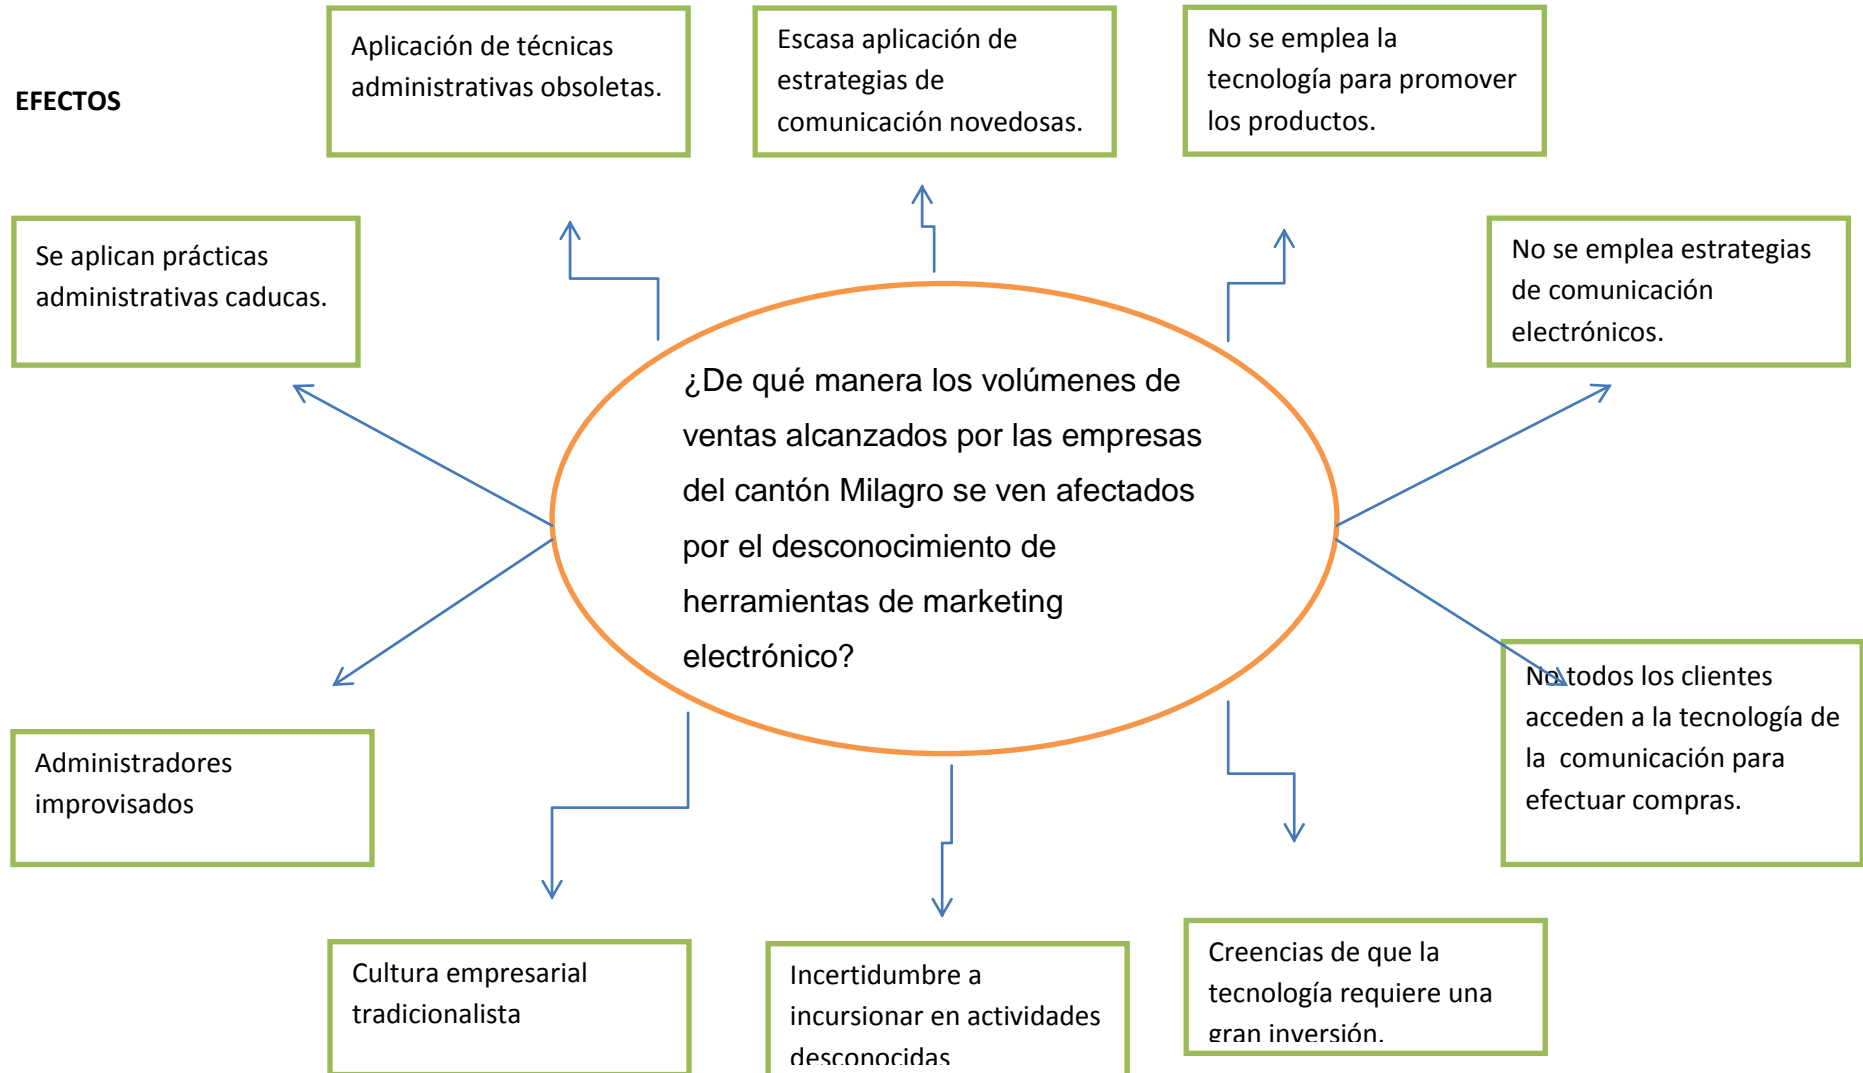 Aplicación de técnicas
administrativas obsoletas.
Escasa aplicación de
estrategias de
comunicación novedosas.
No se emplea la
tecnología para promover
los productos.
EFECTOS
Se aplican prácticas
administrativas caducas.
No se emplea estrategias
de comunicación
electrónicos.
¿De qué manera los volúmenes de
ventas alcanzados por las empresas
del cantón Milagro se ven afectados
por el desconocimiento de
herramientas de marketing
electrónico?
No todos los clientes
acceden a la tecnología de
la comunicación para
efectuar compras.
Administradores
improvisados
Cultura empresarial
tradicionalista
Incertidumbre a
incursionar en actividades
desconocidas
Creencias de que la
tecnología requiere una
gran inversión.